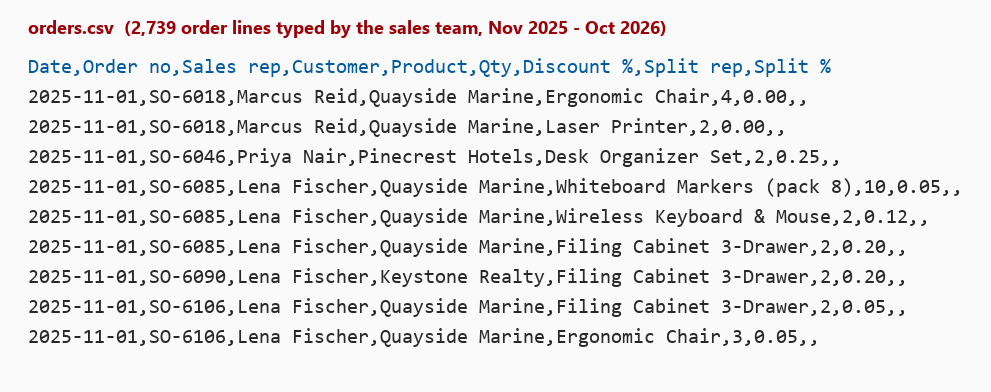 orders.csv  (2,739 order lines typed by the sales team, Nov 2025 - Oct 2026)
Date,Order no,Sales rep,Customer,Product,Qty,Discount %,Split rep,Split %
2025-11-01,SO-6018,Marcus Reid,Quayside Marine,Ergonomic Chair,4,0.00,,
2025-11-01,SO-6018,Marcus Reid,Quayside Marine,Laser Printer,2,0.00,,
2025-11-01,SO-6046,Priya Nair,Pinecrest Hotels,Desk Organizer Set,2,0.25,,
2025-11-01,SO-6085,Lena Fischer,Quayside Marine,Whiteboard Markers (pack 8),10,0.05,,
2025-11-01,SO-6085,Lena Fischer,Quayside Marine,Wireless Keyboard & Mouse,2,0.12,,
2025-11-01,SO-6085,Lena Fischer,Quayside Marine,Filing Cabinet 3-Drawer,2,0.20,,
2025-11-01,SO-6090,Lena Fischer,Keystone Realty,Filing Cabinet 3-Drawer,2,0.20,,
2025-11-01,SO-6106,Lena Fischer,Quayside Marine,Filing Cabinet 3-Drawer,2,0.05,,
2025-11-01,SO-6106,Lena Fischer,Quayside Marine,Ergonomic Chair,3,0.05,,